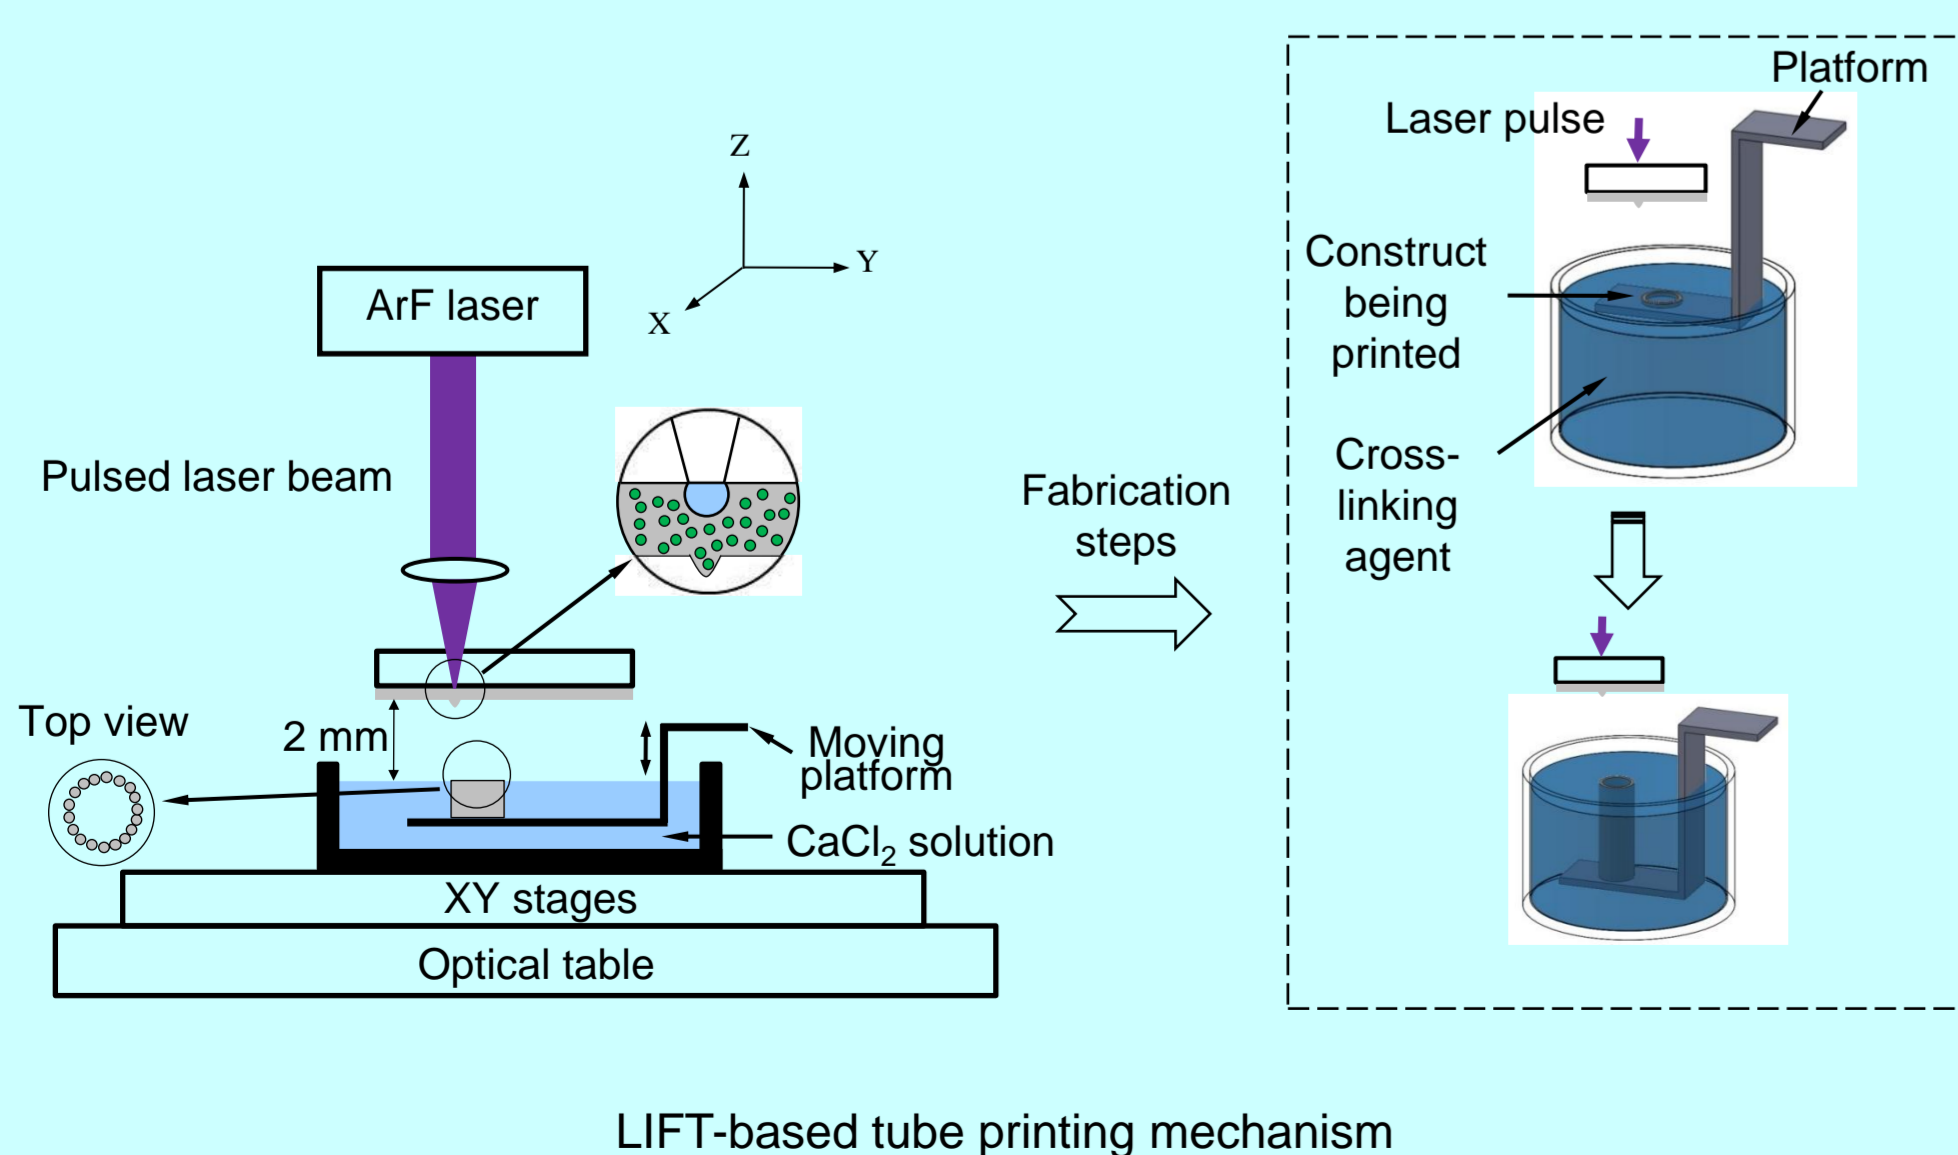 Platform
Laser pulse
Z
Y
X
ArF laser
Construct
being
printed
Pulsed laser beam
Fabrication
steps
Cross-
linking
agent
Top view
2 mm
Moving
platform
CaCl₂ solution
XY stages
Optical table
LIFT-based tube printing mechanism